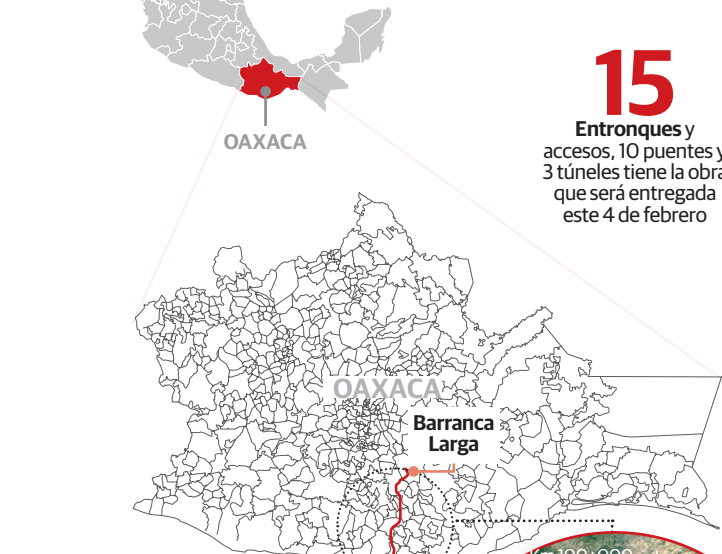 OAXACA
15
Entronques y
accesos, 10 puentes y
3 túneles tiene la obra
que será entregada
este 4 de febrero
OAXACA
Barranca
Larga